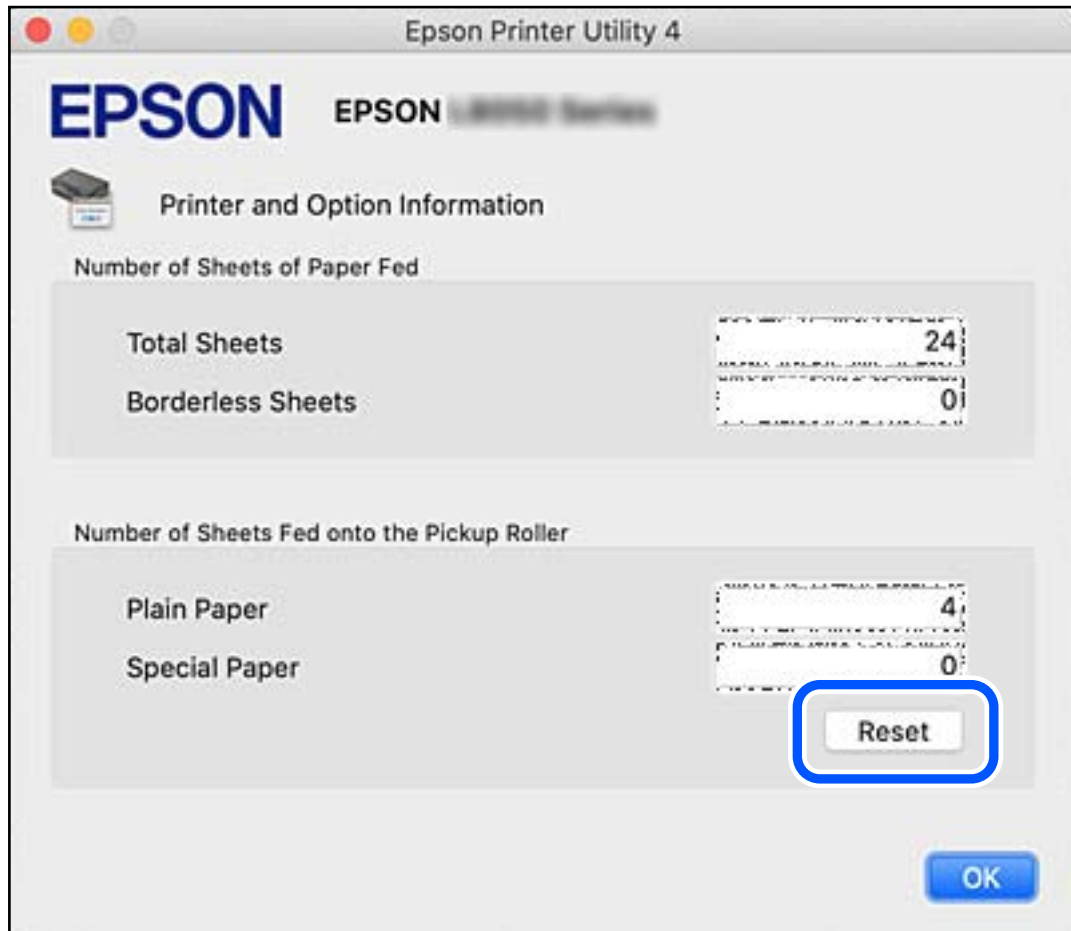 Epson Printer Utility 4
EPSON EPSON
Printer and Option Information
Number of Sheets of Paper Fed
Total Sheets 24
Borderless Sheets 0
Number of Sheets Fed onto the Pickup Roller
Plain Paper 4
Special Paper 0
Reset
OK